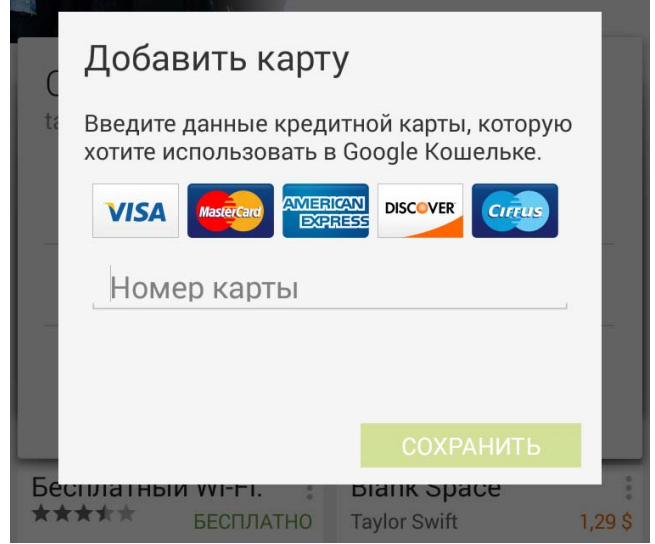 Добавить карту
Введите данные кредитной карты, которую
хотите использовать в Google Кошельке.
VISA MasterCard AMERICAN EXPRESS DISCOVER Cirrus
Номер карты
СОХРАНИТЬ
Бесплатный Wi-Fi. Blank Space
БЕСПЛАТНО Taylor Swift 1,29 $